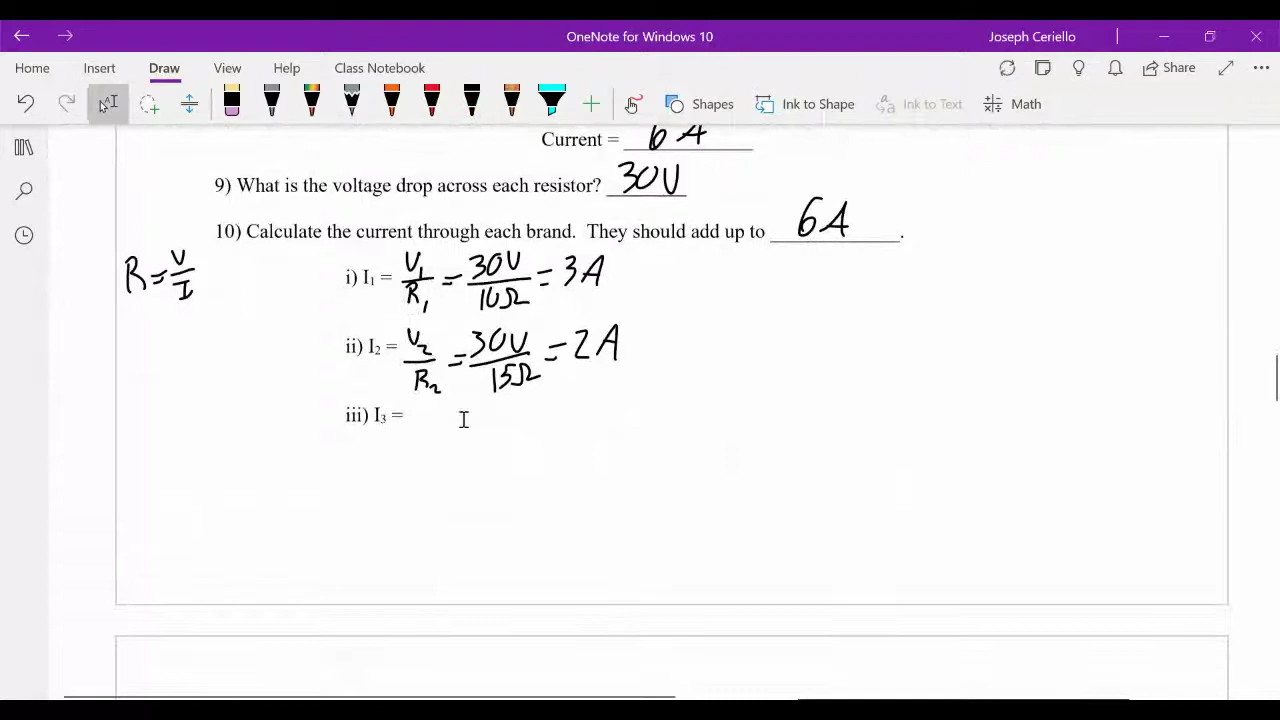 OneNote for Windows 10
Joseph Ceriello
Home Insert Draw View Help Class Notebook
Share
Shapes Ink to Shape Ink to Text Math
Current = 6 A
9) What is the voltage drop across each resistor? 30V
10) Calculate the current through each brand. They should add up to 6A.
R = V/I
i) I₁ = V₁/R₁ = 30V/10Ω = 3A
ii) I₂ = V₂/R₂ = 30V/15Ω = 2A
iii) I₃ =